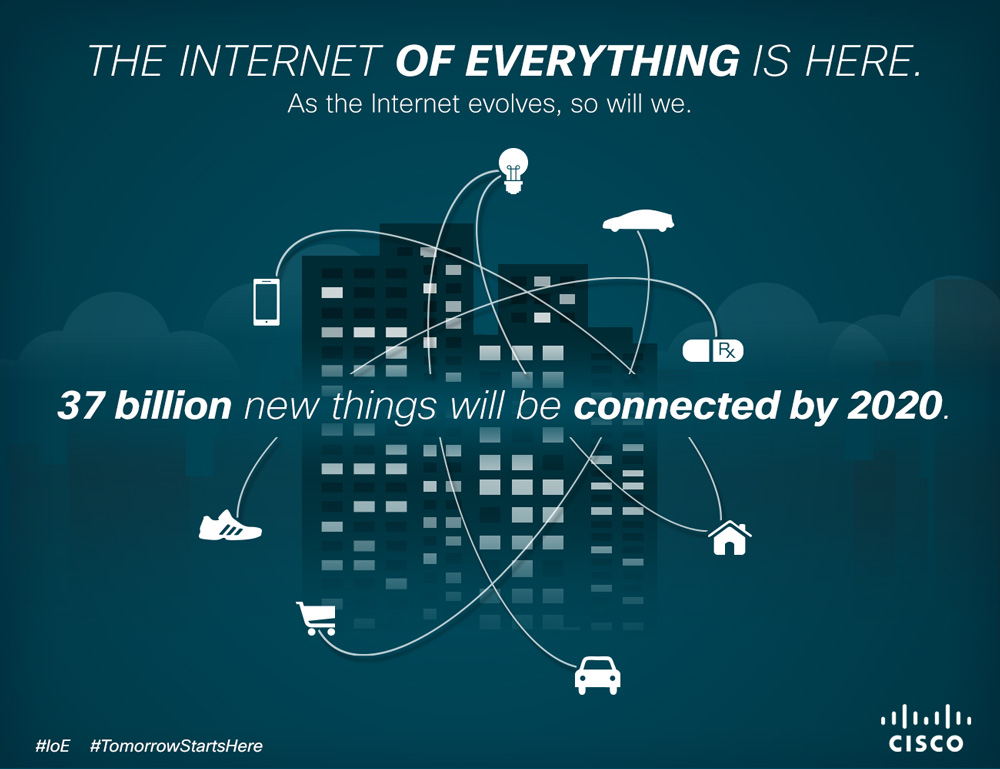 THE INTERNET OF EVERYTHING IS HERE.
As the Internet evolves, so will we.
Rx
37 billion new things will be connected by 2020.
#IoE #TomorrowStartsHere
CISCO